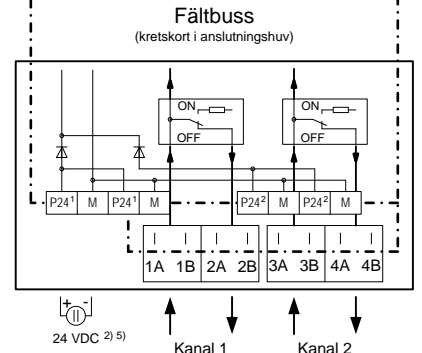 Fältbuss
(kretskort i anslutningshuv)
ON ON
OFF OFF
P24¹ M P24¹ M P24² M P24² M
1A 1B 2A 2B 3A 3B 4A 4B
+ -
24 VDC ²⁾ ⁵⁾
Kanal 1 Kanal 2